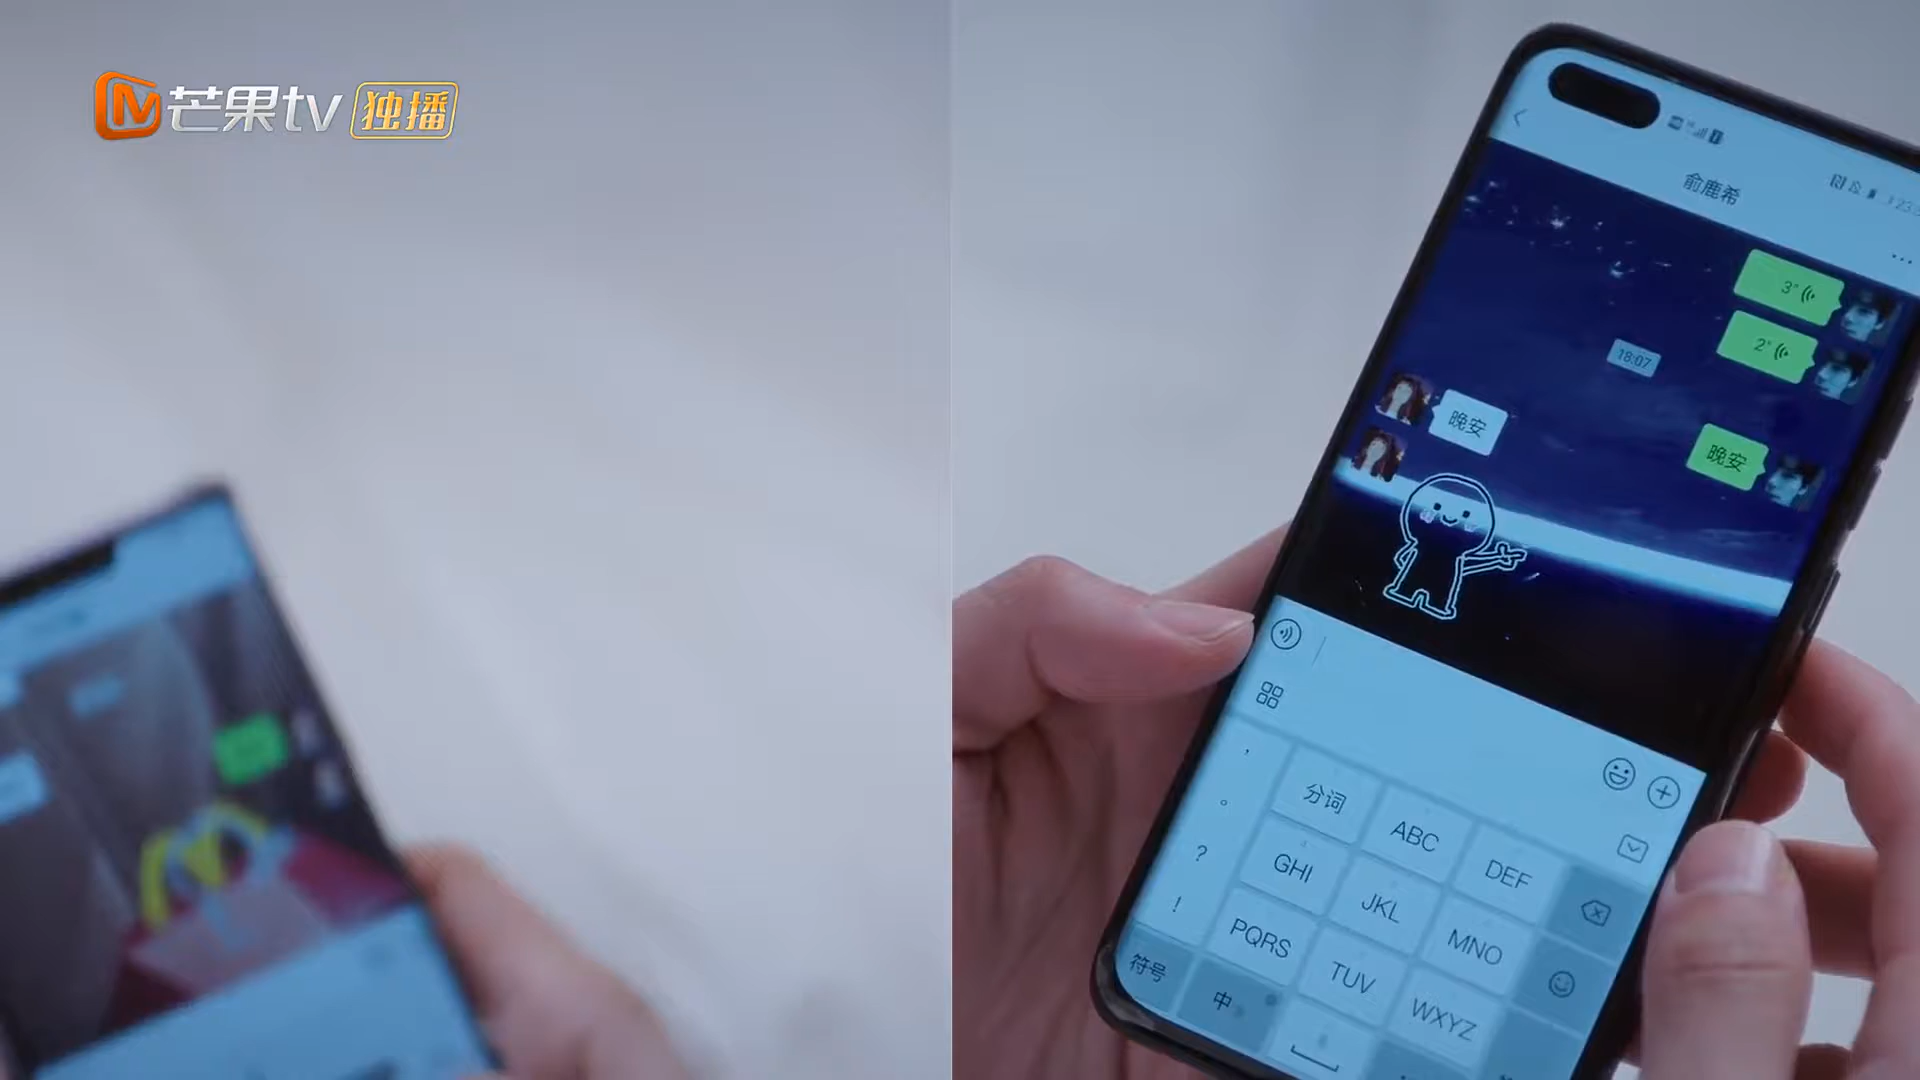 芒果tv 独播
俞鹿希
3"
2"
18:07
晚安
晚安
分词
ABC
DEF
GHI
JKL
MNO
PQRS
TUV
WXYZ
，
。
?
!
符号
中